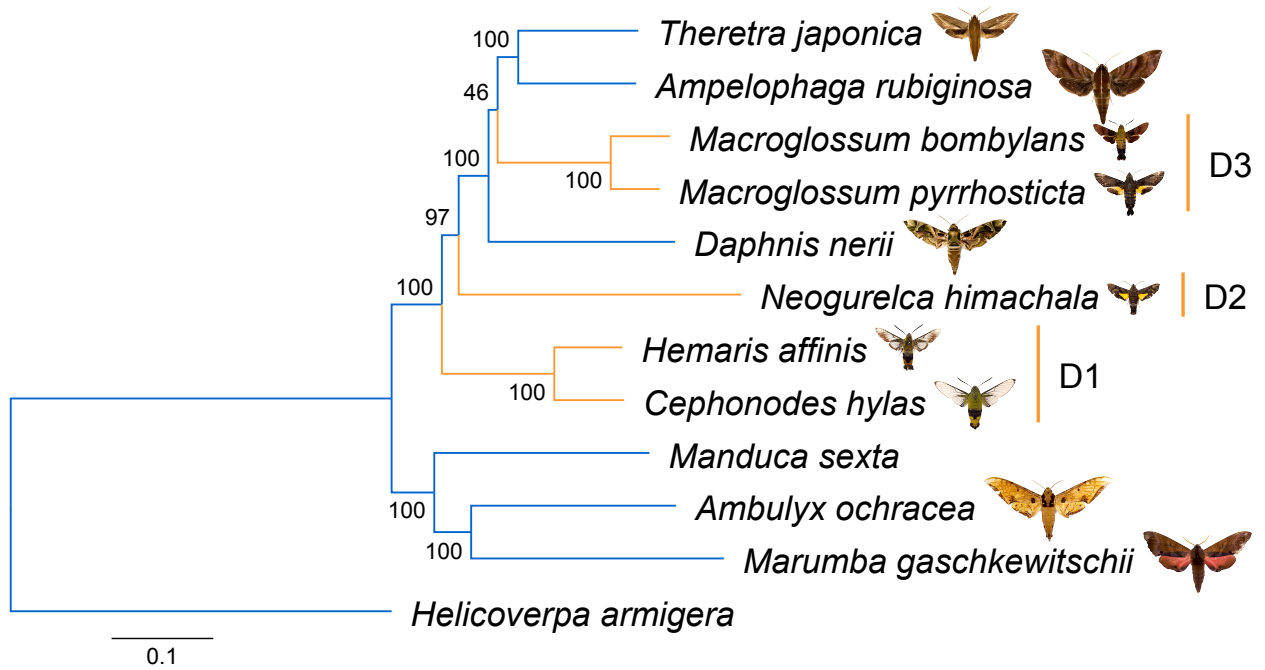 100
Theretra japonica
46
Ampelophaga rubiginosa
Macroglossum bombylans
100
100
Macroglossum pyrrhosticta
D3
97
Daphnis nerii
100
Neogurelca himachala
D2
Hemaris affinis
100
Cephonodes hylas
D1
Manduca sexta
100
Ambulyx ochracea
100
Marumba gaschkewitschii
Helicoverpa armigera
0.1